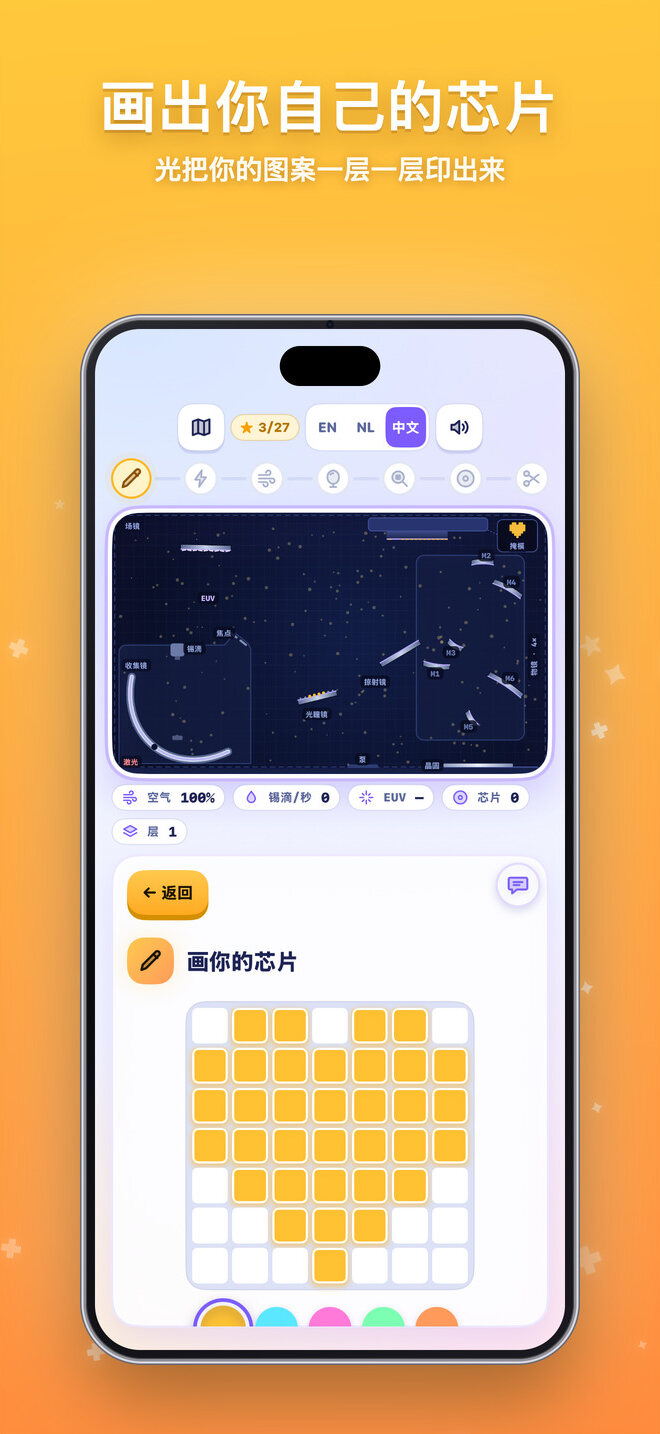 画出你自己的芯片
光把你的图案一层一层印出来
3/27
EN
NL
中文
场镜
掩模
M2
M4
EUV
焦点
锡滴
收集镜
M3
M1
掠射镜
物镜 · 4×
M6
光瞳镜
M5
激光
泵
晶圆
空气 100%
锡滴/秒 0
EUV –
芯片 0
层 1
← 返回
画你的芯片